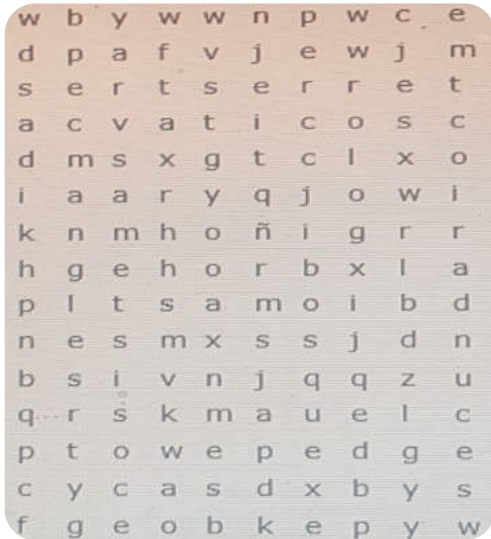 w b y w w n p w c e
d p a f v j e w j m
s e r t s e r r e t
a c v a t i c o s c
d m s x g t c l x o
i a a r y q j o w i
k n m h o ñ i g r r
h g e h o r b x l a
p l t s a m o i b d
n e s m x s s j d n
b s i v n j q q z u
q r s k m a u e l c
p t o w e p e d g e
c y c a s d x b y s
f g e o b k e p y w